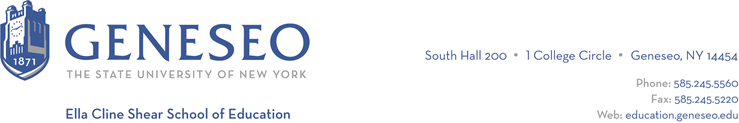 1871
GENESEO
THE STATE UNIVERSITY OF NEW YORK
Ella Cline Shear School of Education
South Hall 200 • 1 College Circle • Geneseo, NY 14454
Phone: 585.245.5560
Fax: 585.245.5220
Web: education.geneseo.edu